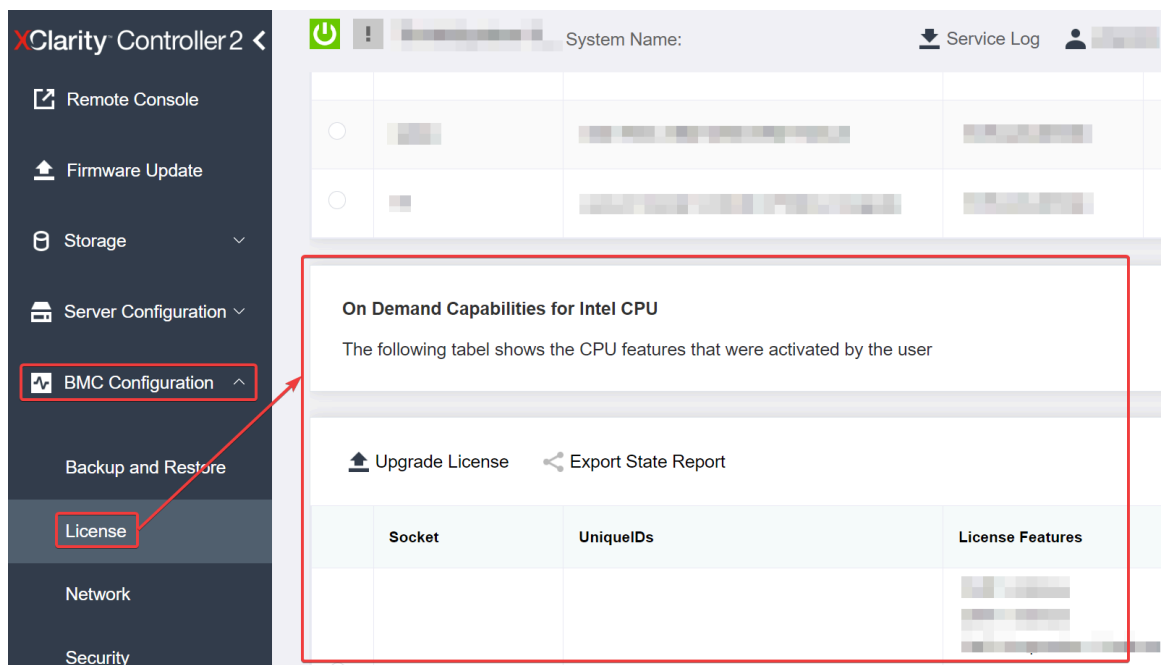 XClarity Controller 2
System Name:
Service Log
Remote Console
Firmware Update
Storage
Server Configuration
BMC Configuration
Backup and Restore
License
Network
Security
On Demand Capabilities for Intel CPU
The following tabel shows the CPU features that were activated by the user
Upgrade License
Export State Report
Socket
UniqueIDs
License Features